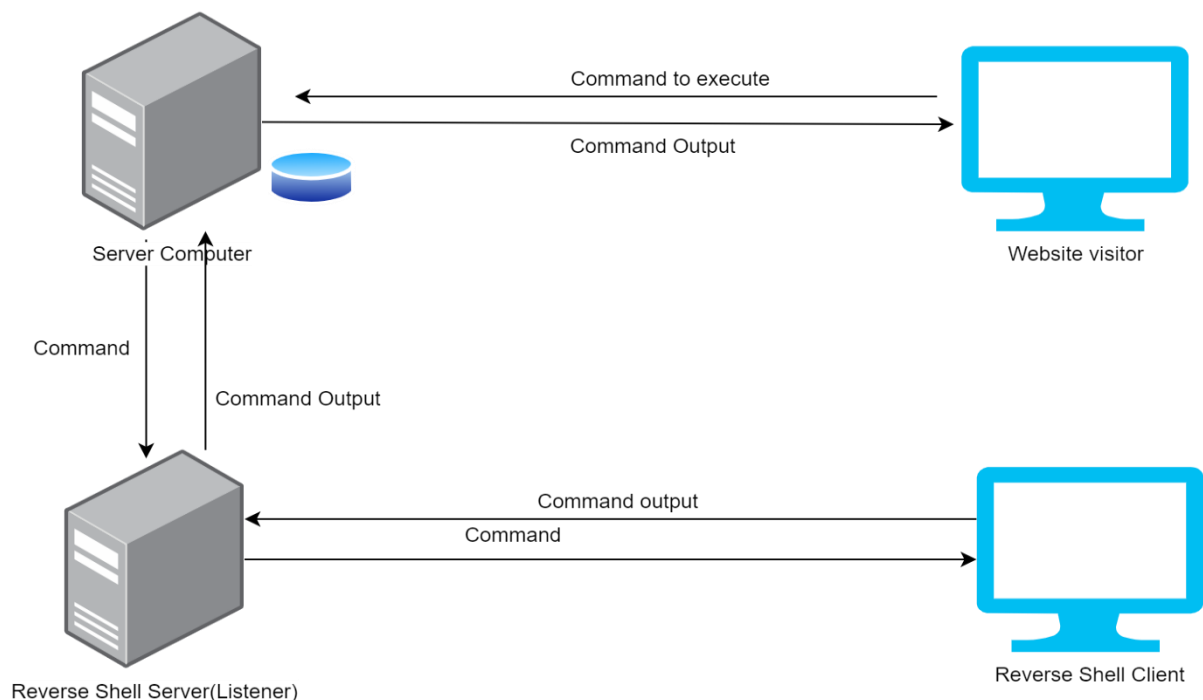 Command to execute
Command Output
Server Computer
Website visitor
Command
Command Output
Command output
Command
Reverse Shell Client
Reverse Shell Server(Listener)